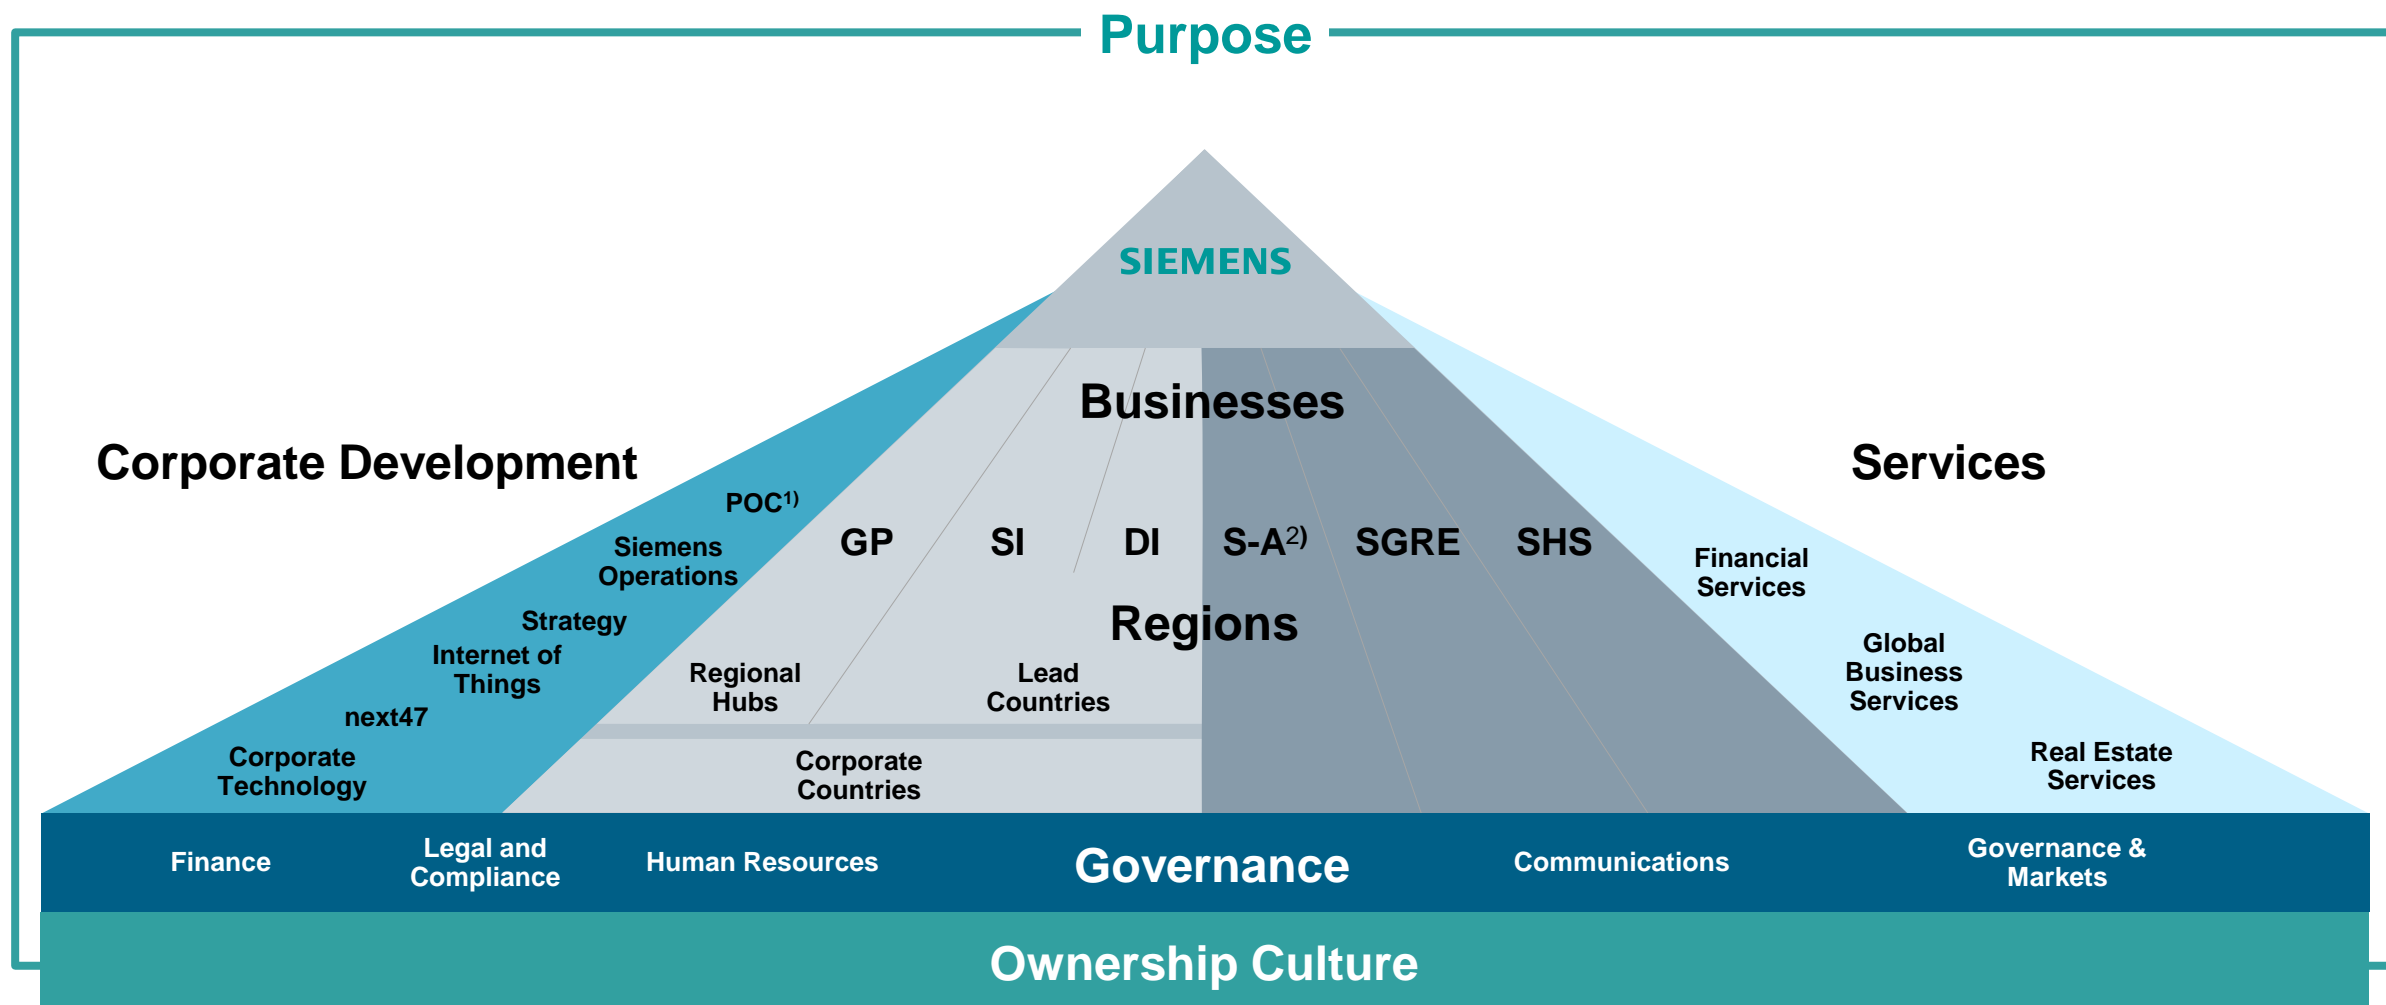 Purpose
SIEMENS
Businesses
Corporate Development
Services
POC¹⁾
Siemens
Operations
Strategy
Internet of
Things
next47
Corporate
Technology
GP
SI
DI
S-A²⁾
SGRE
SHS
Regions
Regional
Hubs
Lead
Countries
Corporate
Countries
Financial
Services
Global
Business
Services
Real Estate
Services
Finance
Legal and
Compliance
Human Resources
Governance
Communications
Governance &
Markets
Ownership Culture